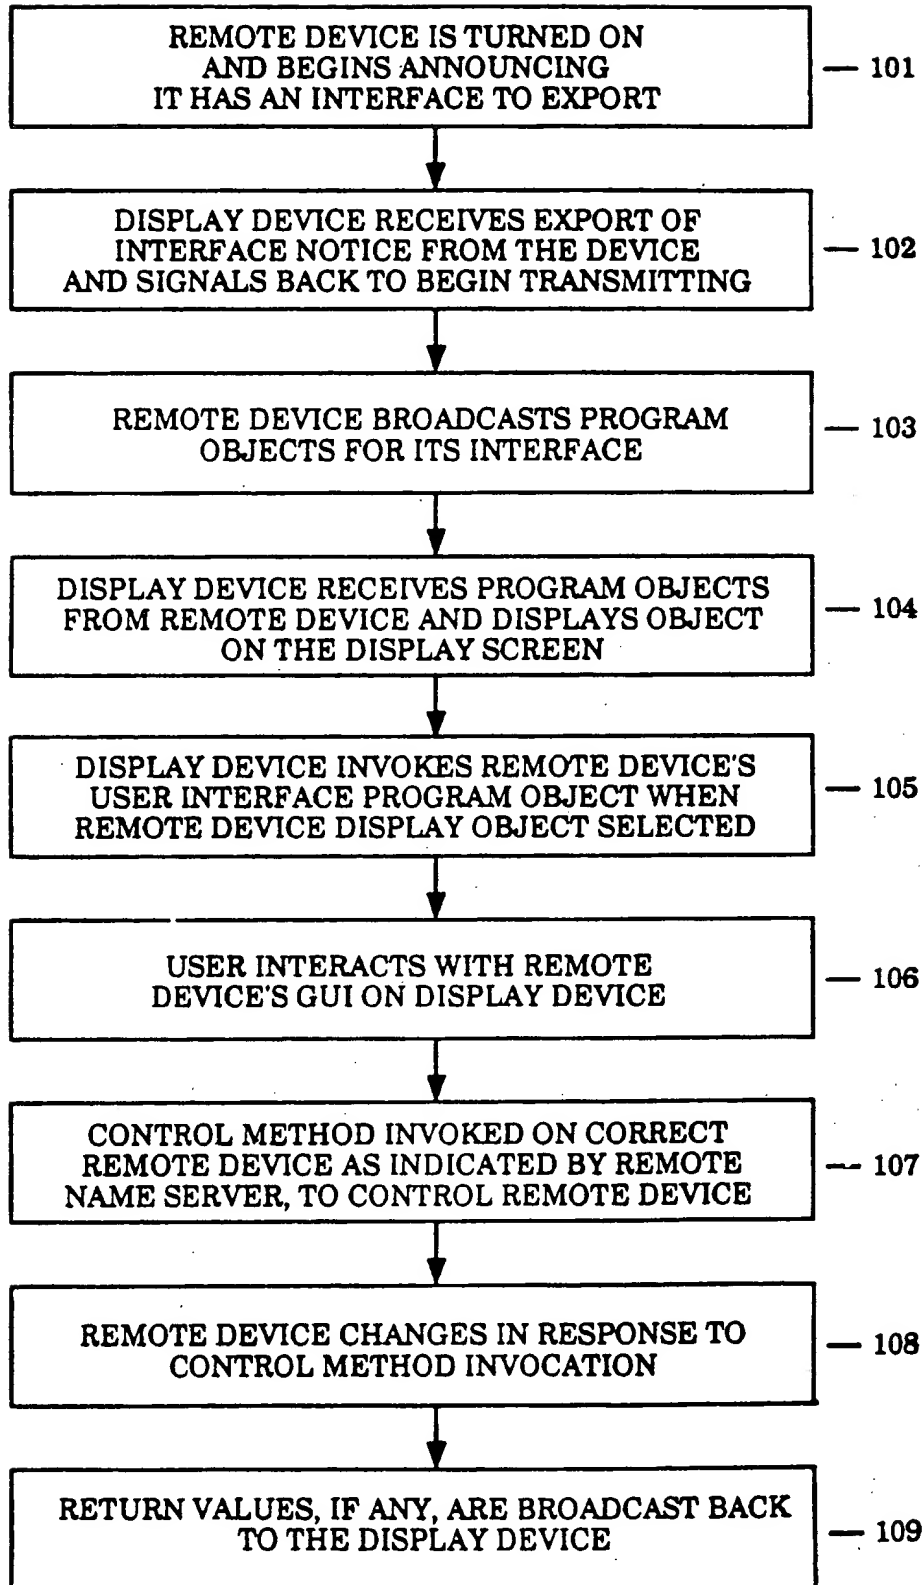 REMOTE DEVICE IS TURNED ON
AND BEGINS ANNOUNCING
IT HAS AN INTERFACE TO EXPORT
101
DISPLAY DEVICE RECEIVES EXPORT OF
INTERFACE NOTICE FROM THE DEVICE
AND SIGNALS BACK TO BEGIN TRANSMITTING
102
REMOTE DEVICE BROADCASTS PROGRAM
OBJECTS FOR ITS INTERFACE
103
DISPLAY DEVICE RECEIVES PROGRAM OBJECTS
FROM REMOTE DEVICE AND DISPLAYS OBJECT
ON THE DISPLAY SCREEN
104
DISPLAY DEVICE INVOKES REMOTE DEVICE'S
USER INTERFACE PROGRAM OBJECT WHEN
REMOTE DEVICE DISPLAY OBJECT SELECTED
105
USER INTERACTS WITH REMOTE
DEVICE'S GUI ON DISPLAY DEVICE
106
CONTROL METHOD INVOKED ON CORRECT
REMOTE DEVICE AS INDICATED BY REMOTE
NAME SERVER, TO CONTROL REMOTE DEVICE
107
REMOTE DEVICE CHANGES IN RESPONSE TO
CONTROL METHOD INVOCATION
108
RETURN VALUES, IF ANY, ARE BROADCAST BACK
TO THE DISPLAY DEVICE
109